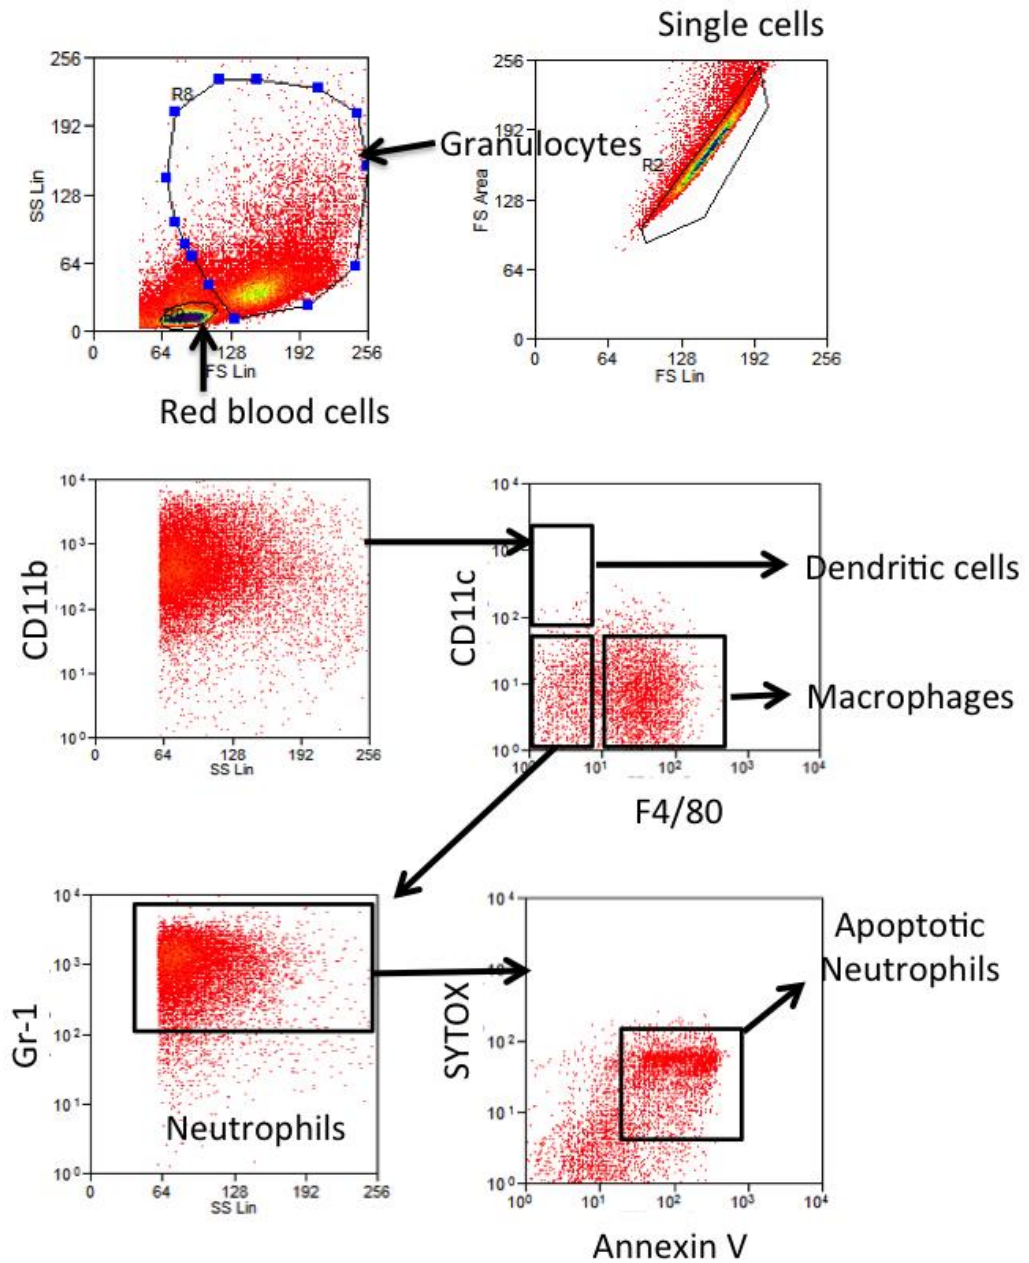 Single cells
256
192
128
64
0
SS Lin
R8
R9
0 64 128 192 256
FS Lin
Granulocytes
Red blood cells
256
192
128
64
0
FS Area
R2
0 64 128 192 256
FS Lin
10⁴
10³
10²
10¹
10⁰
CD11b
0 64 128 192 256
SS Lin
10⁴
10²
10¹
10⁰
CD11c
10¹ 10² 10³ 10⁴
F4/80
Dendritic cells
Macrophages
10⁴
10³
10²
10¹
10⁰
Gr-1
Neutrophils
0 64 128 192 256
SS Lin
10⁴
10²
10¹
10⁰
SYTOX
10⁰ 10¹ 10² 10³ 10⁴
Annexin V
Apoptotic
Neutrophils